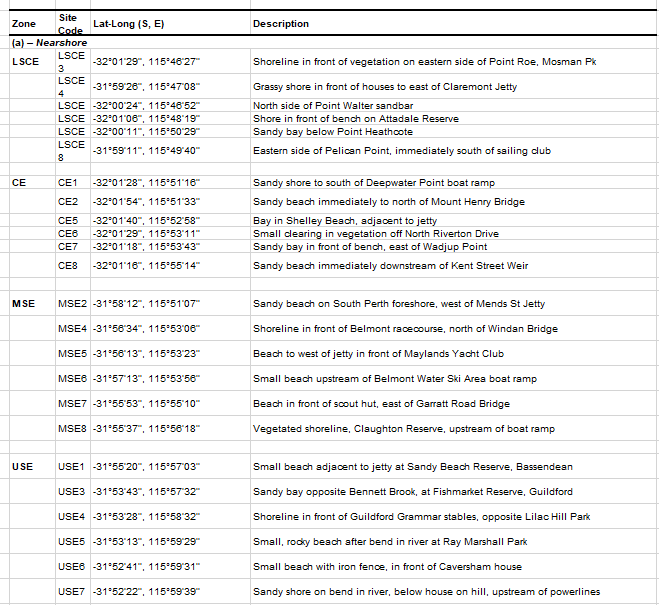 Zone Site Code Lat-Long (S, E) Description
(a) – Nearshore
LSCE LSCE 3 -32°01'29", 115°46'27" Shoreline in front of vegetation on eastern side of Point Roe, Mosman Pk
LSCE 4 -31°59'26", 115°47'08" Grassy shore in front of houses to east of Claremont Jetty
LSCE -32°00'24", 115°46'52" North side of Point Walter sandbar
LSCE -32°01'06", 115°48'19" Shore in front of bench on Attadale Reserve
LSCE -32°00'11", 115°50'29" Sandy bay below Point Heathcote
LSCE 8 -31°59'11", 115°49'40" Eastern side of Pelican Point, immediately south of sailing club
CE CE1 -32°01'28", 115°51'16" Sandy shore to south of Deepwater Point boat ramp
CE2 -32°01'54", 115°51'33" Sandy beach immediately to north of Mount Henry Bridge
CE5 -32°01'40", 115°52'58" Bay in Shelley Beach, adjacent to jetty
CE6 -32°01'29", 115°53'11" Small clearing in vegetation off North Riverton Drive
CE7 -32°01'18", 115°53'43" Sandy bay in front of bench, east of Wadjup Point
CE8 -32°01'16", 115°55'14" Sandy beach immediately downstream of Kent Street Weir
MSE MSE2 -31°58'12", 115°51'07" Sandy beach on South Perth foreshore, west of Mends St Jetty
MSE4 -31°56'34", 115°53'06" Shoreline in front of Belmont racecourse, north of Windan Bridge
MSE5 -31°56'13", 115°53'23" Beach to west of jetty in front of Maylands Yacht Club
MSE6 -31°57'13", 115°53'56" Small beach upstream of Belmont Water Ski Area boat ramp
MSE7 -31°55'53", 115°55'10" Beach in front of scout hut, east of Garratt Road Bridge
MSE8 -31°55'37", 115°56'18" Vegetated shoreline, Claughton Reserve, upstream of boat ramp
USE USE1 -31°55'20", 115°57'03" Small beach adjacent to jetty at Sandy Beach Reserve, Bassendean
USE3 -31°53'43", 115°57'32" Sandy bay opposite Bennett Brook, at Fishmarket Reserve, Guildford
USE4 -31°53'28", 115°58'32" Shoreline in front of Guildford Grammar stables, opposite Lilac Hill Park
USE5 -31°53'13", 115°59'29" Small, rocky beach after bend in river at Ray Marshall Park
USE6 -31°52'41", 115°59'31" Small beach with iron fence, in front of Caversham house
USE7 -31°52'22", 115°59'39" Sandy shore on bend in river, below house on hill, upstream of powerlines